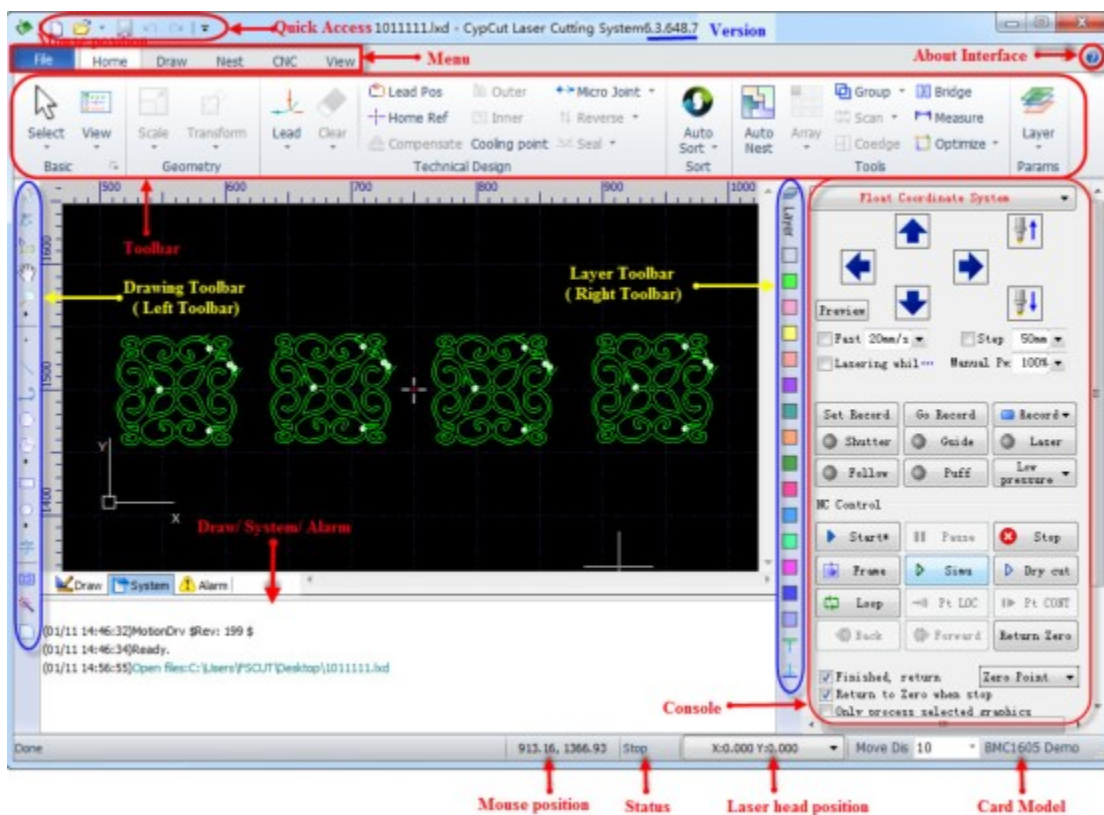 Quick Access 1011111.lxd - CypCut Laser Cutting System6.3.648.7 Version
Mouse position
File Home Draw Nest CNC View Menu About Interface
Select View Scale Transform Lead Clear
Lead Pos Outer Micro Joint
Home Ref Inner Reverse
Compensate Cooling point Seal
Auto Sort Auto Nest Array
Group Bridge
Scan Measure
Coedge Optimize
Layer
Basic Geometry Technical Design Sort Tools Params
500 600 700 800 900 1000
1600
1500
1400
Toolbar
Drawing Toolbar
( Left Toolbar)
Layer Toolbar
( Right Toolbar)
Y
X
Draw/ System/ Alarm
Layer
字
Draw System Alarm
(01/11 14:46:32)MotionDrv $Rev: 199 $
(01/11 14:46:34)Ready.
(01/11 14:56:55)Open files:C:\Users\FSCUT\Desktop\1011111.lxd
Float Coordinate System
Preview
Fast 20mm/s Step 50mm
Lasering whil... Manual Pw: 100%
Set Record Go Record Record
Shutter Guide Laser
Follow Puff Low pressure
NC Control
Start* Pause Stop
Frame Simu Dry cut
Loop Pt LOC Pt CONT
Back Forward Return Zero
Finished, return Zero Point
Return to Zero when stop
Only process selected graphics
Console
Done 913.16, 1366.93 Stop X:0.000 Y:0.000 Move Dis 10 BMC1605 Demo
Mouse position Status Laser head position Card Model